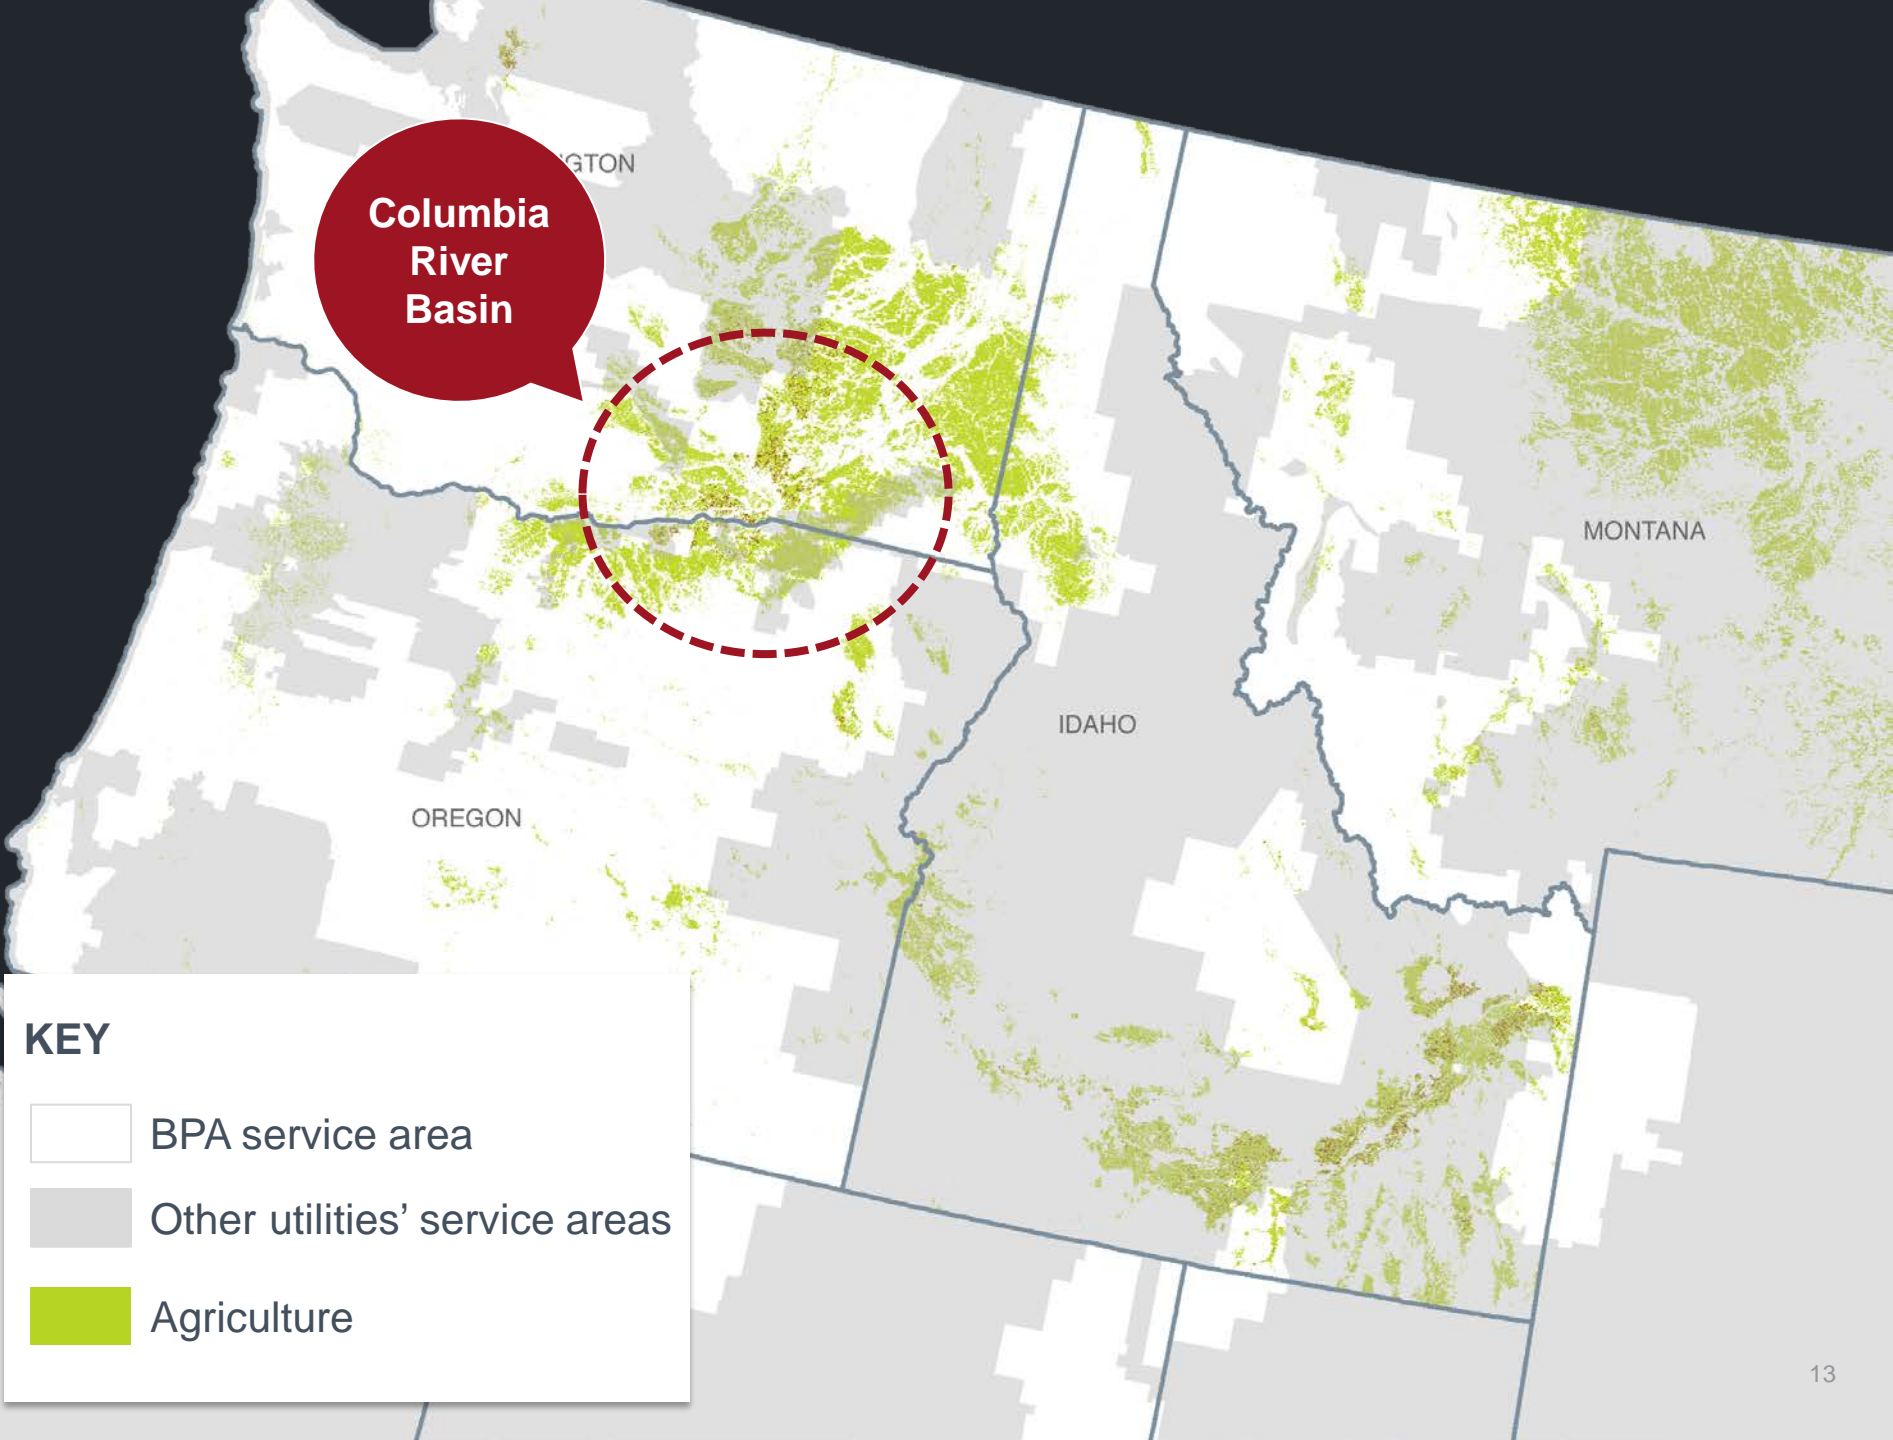 GTON
Columbia
River
Basin
MONTANA
IDAHO
OREGON
KEY
BPA service area
Other utilities’ service areas
Agriculture
13